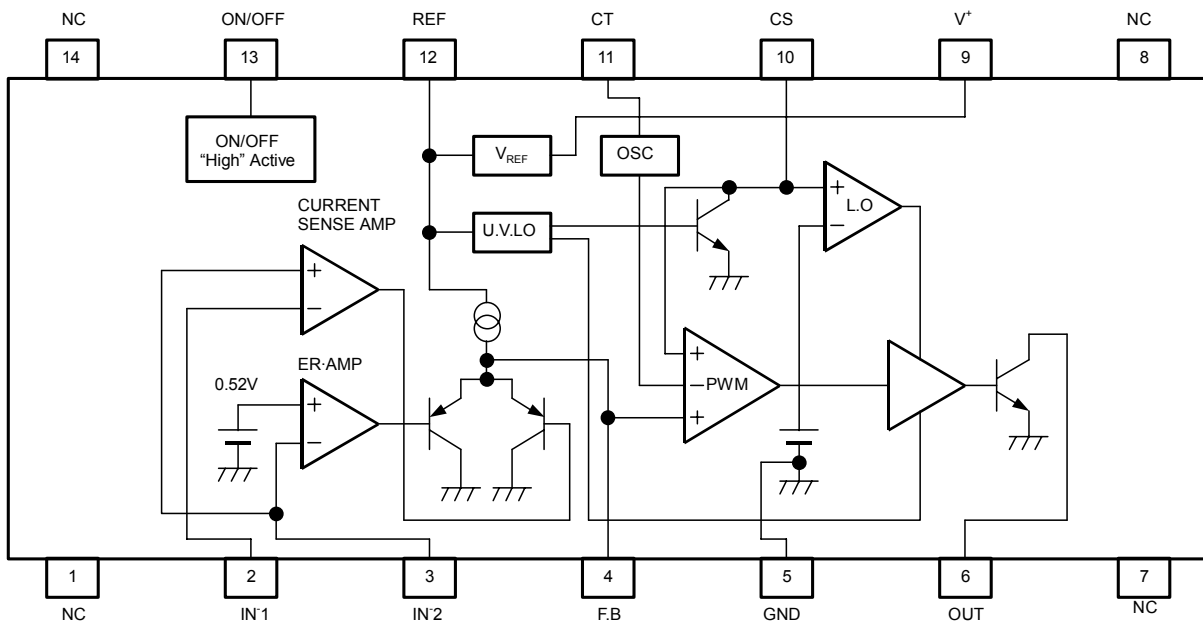 NC ON/OFF REF CT CS V⁺ NC
14 13 12 11 10 9 8
ON/OFF
“High” Active
V_REF
OSC
CURRENT
SENSE AMP
U.V.LO
+
L.O
−
+
−
ER·AMP
0.52V
+
−
+
−PWM
+
1 2 3 4 5 6 7
NC IN⁻1 IN⁻2 F.B GND OUT NC